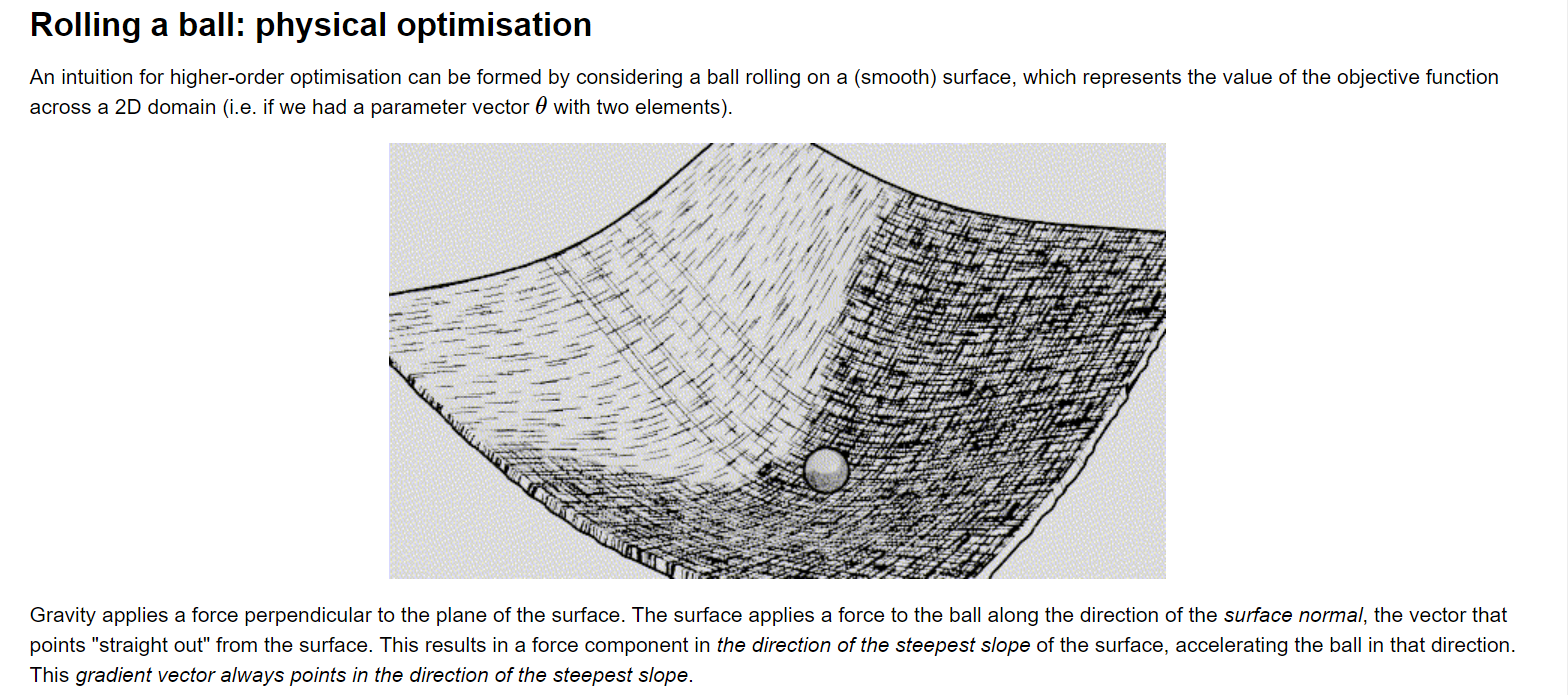 Rolling a ball: physical optimisation
An intuition for higher-order optimisation can be formed by considering a ball rolling on a (smooth) surface, which represents the value of the objective function
across a 2D domain (i.e. if we had a parameter vector θ with two elements).
Gravity applies a force perpendicular to the plane of the surface. The surface applies a force to the ball along the direction of the surface normal, the vector that
points "straight out" from the surface. This results in a force component in the direction of the steepest slope of the surface, accelerating the ball in that direction.
This gradient vector always points in the direction of the steepest slope.